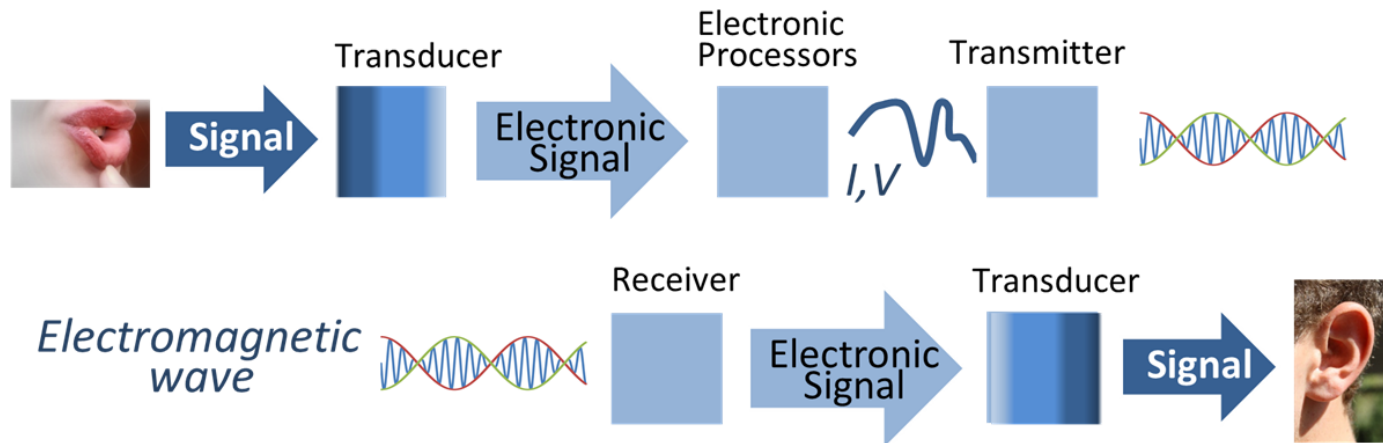 Transducer
Electronic
Processors
Transmitter
Signal
Electronic
Signal
I, V
Receiver
Transducer
Electromagnetic
wave
Electronic
Signal
Signal